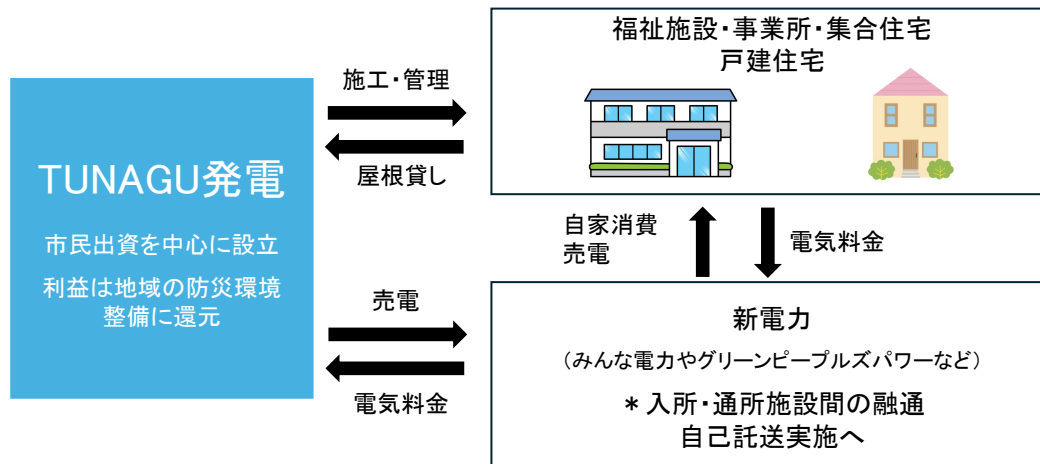 福祉施設・事業所・集合住宅
戸建住宅
施工・管理
屋根貸し
TUNAGU発電
市民出資を中心に設立
利益は地域の防災環境
整備に還元
自家消費
売電
電気料金
売電
電気料金
新電力
（みんな電力やグリーンピープルズパワーなど）
＊入所・通所施設間の融通
自己託送実施へ